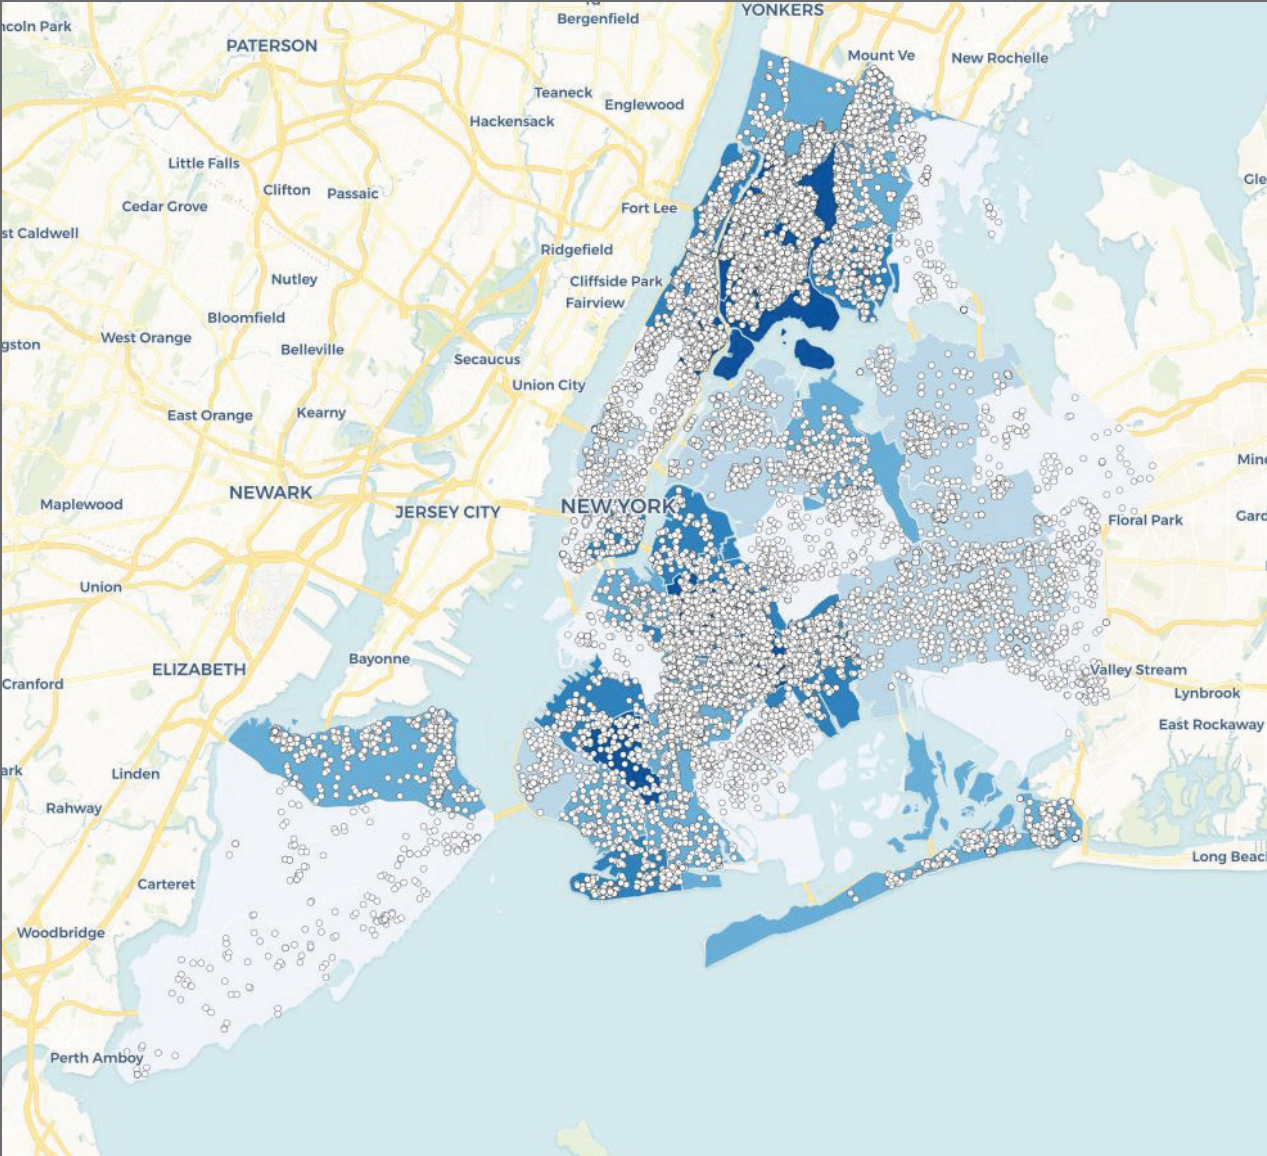 YONKERS
Bergenfield
ncoln Park
PATERSON
Mount Ve
New Rochelle
Teaneck
Englewood
Hackensack
Little Falls
Gle
Clifton
Passaic
Cedar Grove
Fort Lee
st Caldwell
Ridgefield
Nutley
Cliffside Park
Fairview
Bloomfield
West Orange
gston
Belleville
Secaucus
Union City
East Orange
Kearny
Mine
NEWARK
Maplewood
JERSEY CITY
NEW YORK
Floral Park
Gard
Union
ELIZABETH
Bayonne
Valley Stream
Cranford
Lynbrook
East Rockaway
ark
Linden
Rahway
Long Beac
Carteret
Woodbridge
Perth Amboy